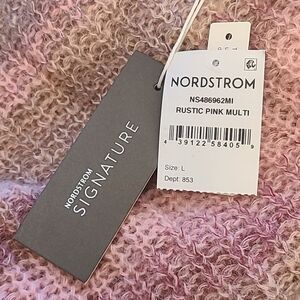 NORDSTROM
SIGNATURE
NORDSTROM
NS486962MI
RUSTIC PINK MULTI
4 39122 58405 9
Size: L
Dept: 853